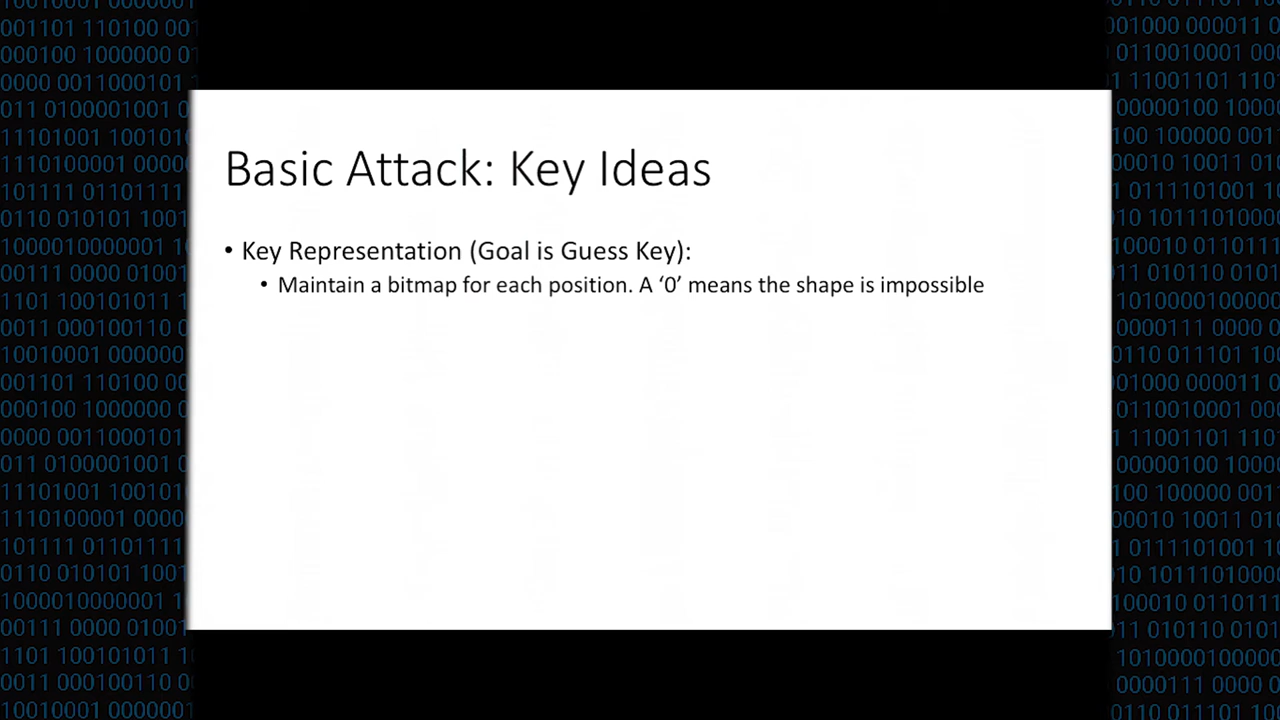 Basic Attack: Key Ideas
• Key Representation (Goal is Guess Key):
• Maintain a bitmap for each position. A ‘0’ means the shape is impossible